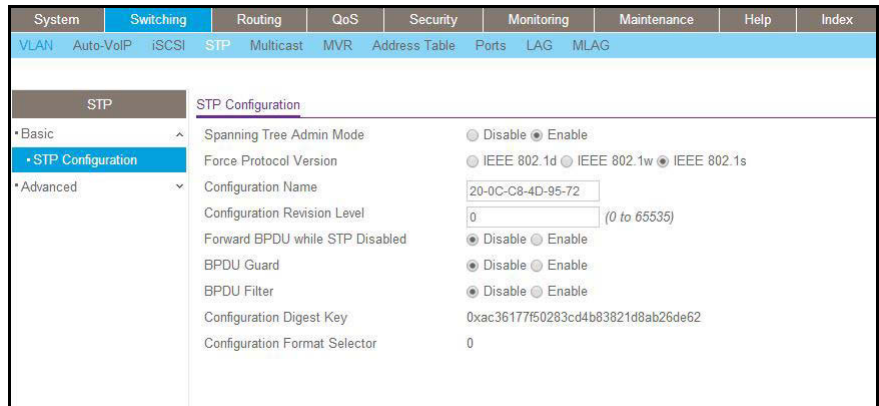 System Switching Routing QoS Security Monitoring Maintenance Help Index
VLAN Auto-VoIP iSCSI STP Multicast MVR Address Table Ports LAG MLAG
STP
Basic
STP Configuration
Advanced
STP Configuration
Spanning Tree Admin Mode Disable Enable
Force Protocol Version IEEE 802.1d IEEE 802.1w IEEE 802.1s
Configuration Name 20-0C-C8-4D-95-72
Configuration Revision Level 0 (0 to 65535)
Forward BPDU while STP Disabled Disable Enable
BPDU Guard Disable Enable
BPDU Filter Disable Enable
Configuration Digest Key 0xac36177f50283cd4b83821d8ab26de62
Configuration Format Selector 0